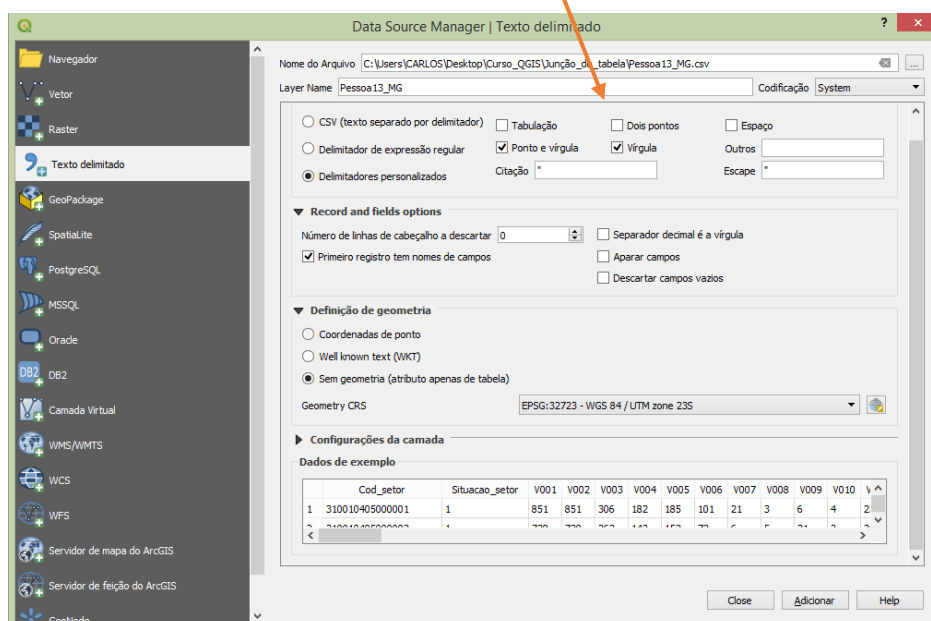 Data Source Manager | Texto delimitado
? ×
Navegador
Vetor
Raster
Texto delimitado
GeoPackage
SpatiaLite
PostgreSQL
MSSQL
Oracle
DB2
DB2
Camada Virtual
WMS/WMTS
WCS
WFS
Servidor de mapa do ArcGIS
Servidor de feição do ArcGIS
GeoNode
Nome do Arquivo C:\Users\CARLOS\Desktop\Curso_QGIS\Junção_de_tabela\Pessoa13_MG.csv ...
Layer Name Pessoa13_MG Codificação System
CSV (texto separado por delimitador) Tabulação Dois pontos Espaço
Delimitador de expressão regular Ponto e vírgula Vírgula Outros
Delimitadores personalizados Citação " Escape "
Record and fields options
Número de linhas de cabeçalho a descartar 0 Separador decimal é a vírgula
Primeiro registro tem nomes de campos Aparar campos
Descartar campos vazios
Definição de geometria
Coordenadas de ponto
Well known text (WKT)
Sem geometria (atributo apenas de tabela)
Geometry CRS EPSG:32723 - WGS 84 / UTM zone 23S
Configurações da camada
Dados de exemplo
Cod_setor Situacao_setor V001 V002 V003 V004 V005 V006 V007 V008 V009 V010
1 310010405000001 1 851 851 306 182 185 101 21 3 6 4 2
Close Adicionar Help